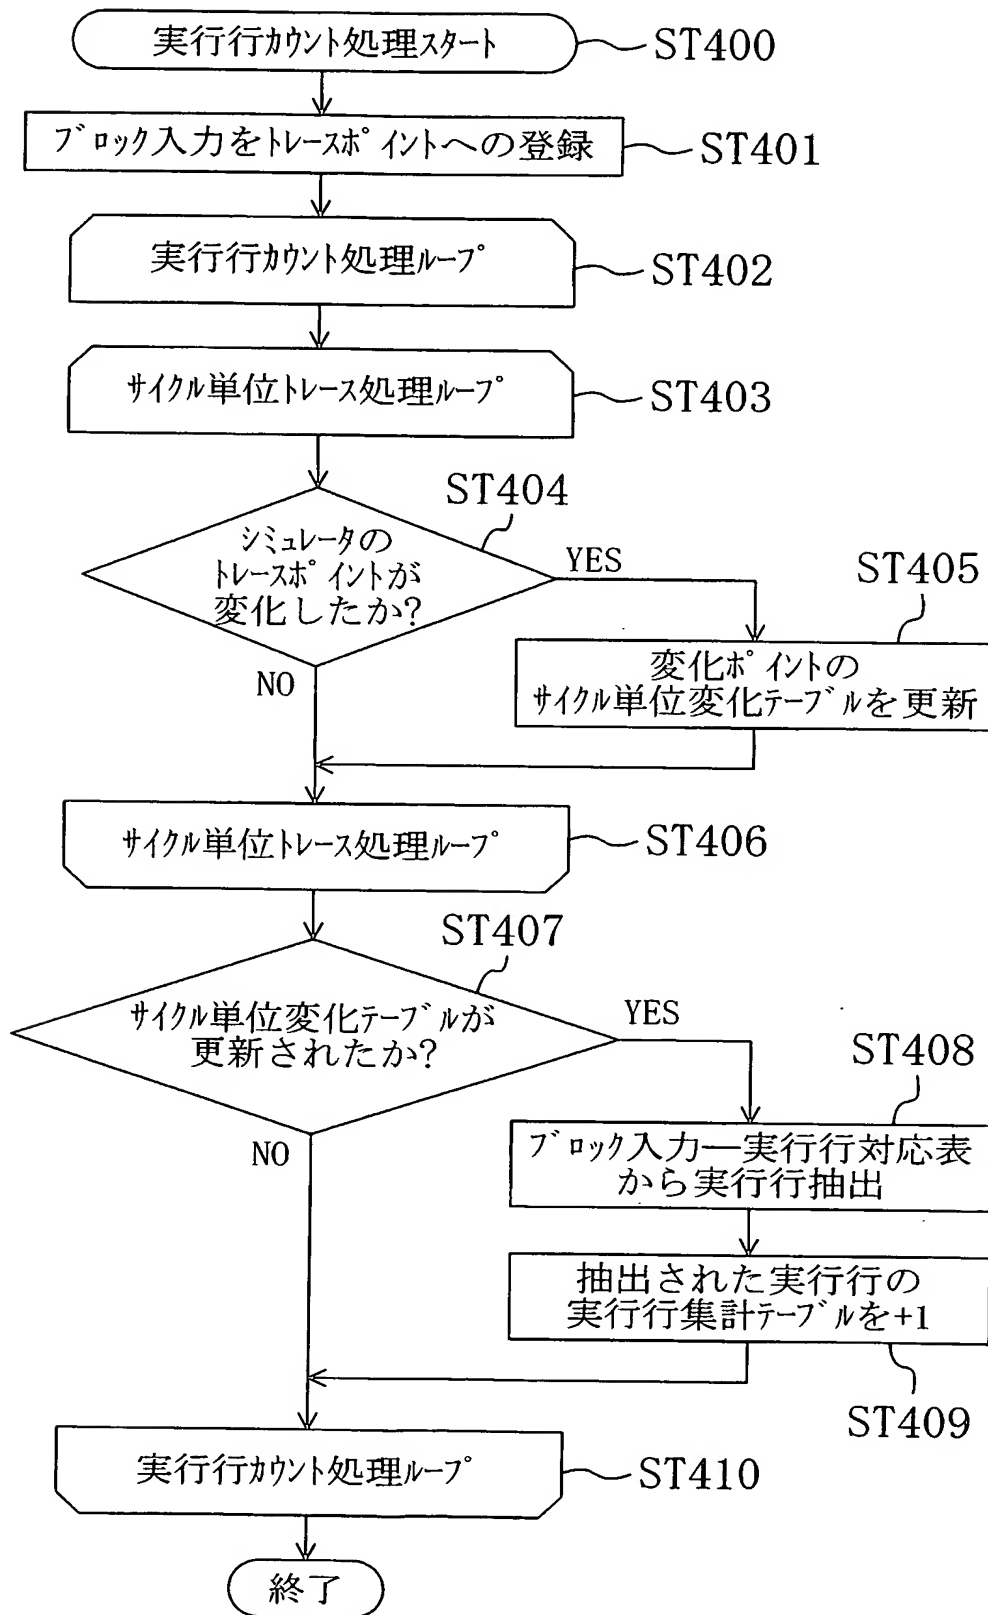 実行行カウント処理スタート
ST400
ブロック入力をトレースポイントへの登録
ST401
実行行カウント処理ループ
ST402
サイクル単位トレース処理ループ
ST403
ST404
シミュレータの
トレースポイントが
変化したか?
YES
NO
ST405
変化ポイントの
サイクル単位変化テーブルを更新
サイクル単位トレース処理ループ
ST406
ST407
サイクル単位変化テーブルが
更新されたか?
YES
NO
ST408
ブロック入力―実行行対応表
から実行行抽出
抽出された実行行の
実行行集計テーブルを+1
ST409
実行行カウント処理ループ
ST410
終了